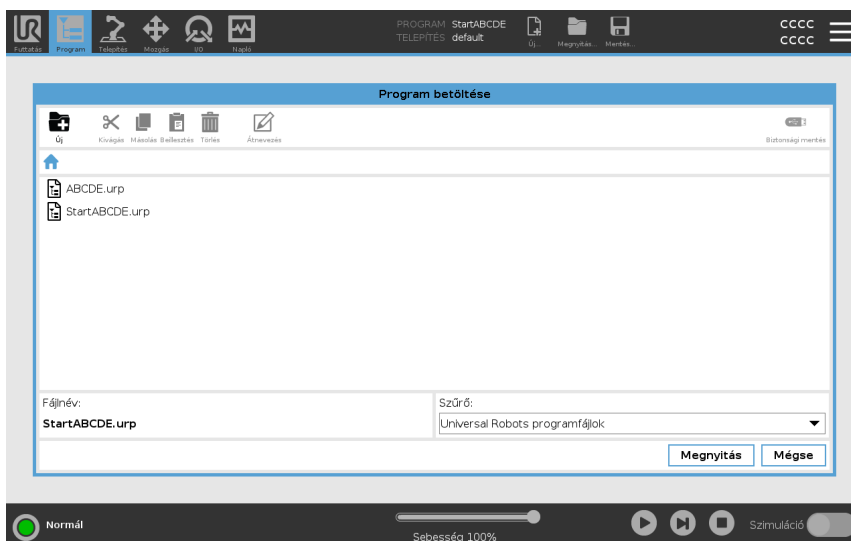 PROGRAM StartABCDE
TELEPÍTÉS default
CCCC
CCCC
Futtatás Program Telepítés Mozgás I/O Napló Új... Megnyitás... Mentés...
Program betöltése
Új Kivágás Másolás Beillesztés Törlés Átnevezés Biztonsági mentés
ABCDE.urp
StartABCDE.urp
Fájlnév: Szűrő:
StartABCDE.urp Universal Robots programfájlok
Megnyitás Mégse
Normál
Sebesség 100%
Szimuláció